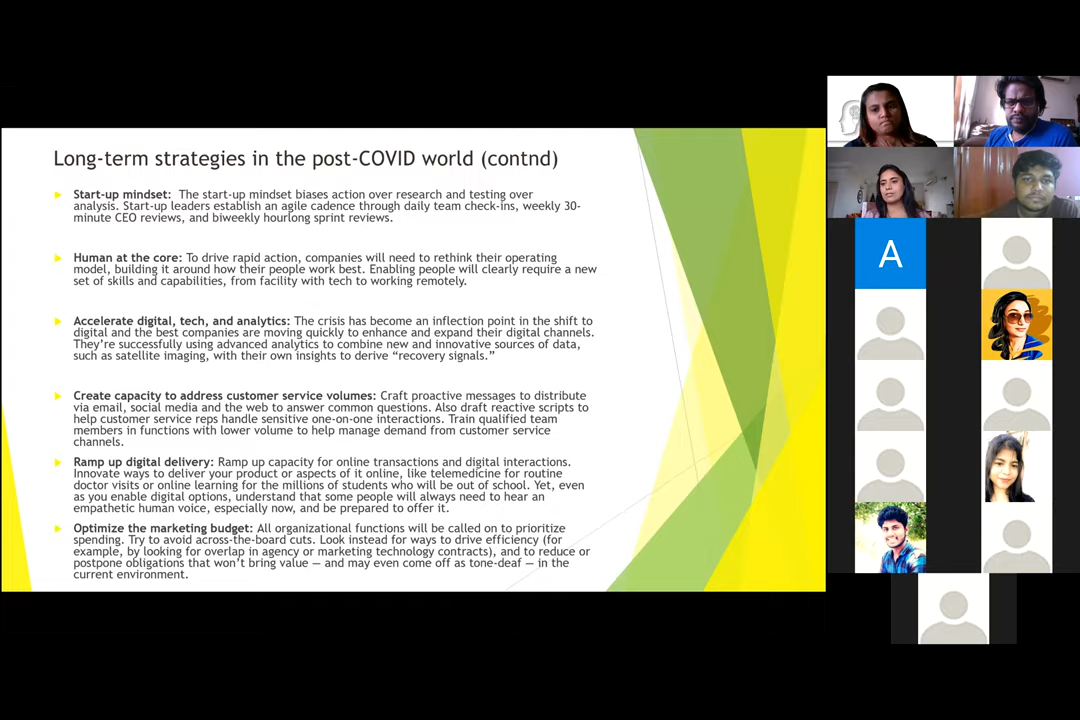 Long-term strategies in the post-COVID world (contnd)
Start-up mindset: The start-up mindset biases action over research and testing over
analysis. Start-up leaders establish an agile cadence through daily team check-ins, weekly 30-
minute CEO reviews, and biweekly hourlong sprint reviews.
Human at the core: To drive rapid action, companies will need to rethink their operating
model, building it around how their people work best. Enabling people will clearly require a new
set of skills and capabilities, from facility with tech to working remotely.
Accelerate digital, tech, and analytics: The crisis has become an inflection point in the shift to
digital and the best companies are moving quickly to enhance and expand their digital channels.
They’re successfully using advanced analytics to combine new and innovative sources of data,
such as satellite imaging, with their own insights to derive “recovery signals.”
Create capacity to address customer service volumes: Craft proactive messages to distribute
via email, social media and the web to answer common questions. Also draft reactive scripts to
help customer service reps handle sensitive one-on-one interactions. Train qualified team
members in functions with lower volume to help manage demand from customer service
channels.
Ramp up digital delivery: Ramp up capacity for online transactions and digital interactions.
Innovate ways to deliver your product or aspects of it online, like telemedicine for routine
doctor visits or online learning for the millions of students who will be out of school. Yet, even
as you enable digital options, understand that some people will always need to hear an
empathetic human voice, especially now, and be prepared to offer it.
Optimize the marketing budget: All organizational functions will be called on to prioritize
spending. Try to avoid across-the-board cuts. Look instead for ways to drive efficiency (for
example, by looking for overlap in agency or marketing technology contracts), and to reduce or
postpone obligations that won’t bring value — and may even come off as tone-deaf — in the
current environment.
A